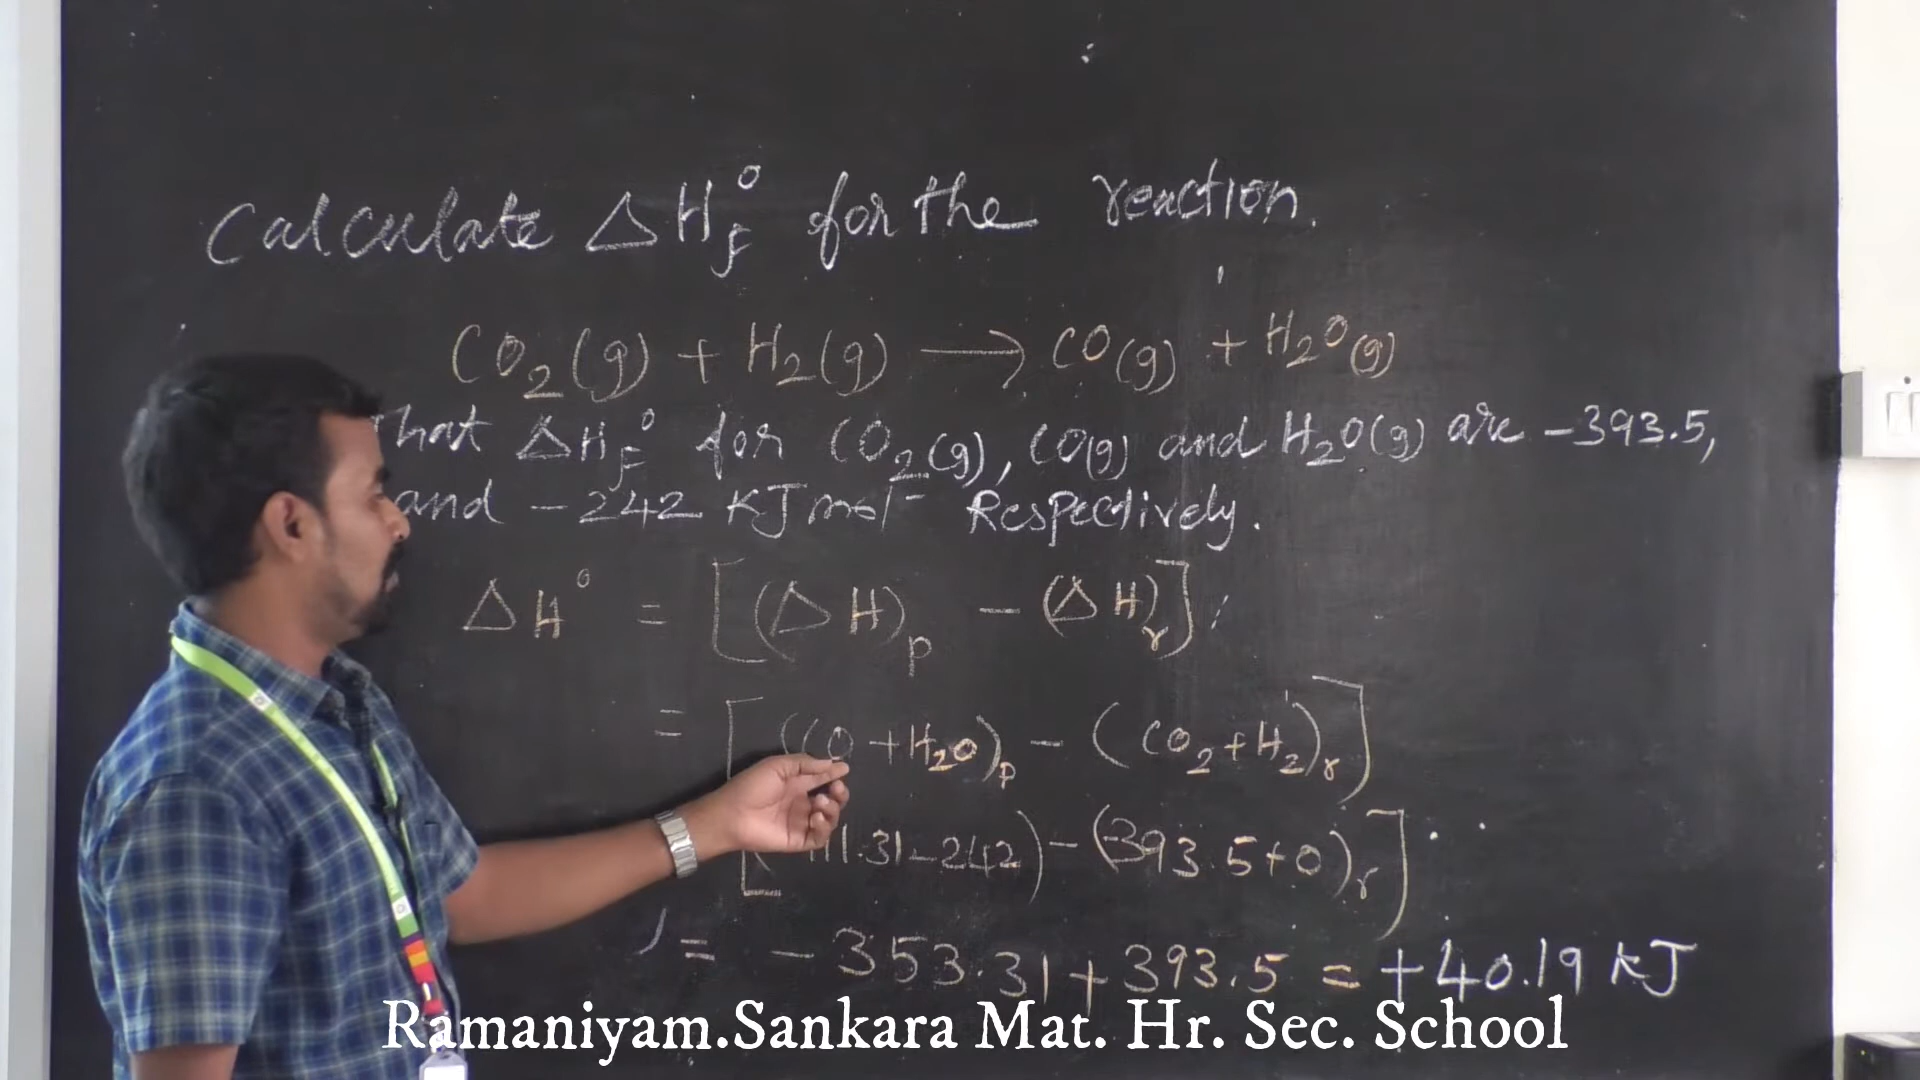 Calculate ΔH°F for the reaction.
CO₂(g) + H₂(g) ⟶ CO(g) + H₂O(g)
that ΔH°F for CO₂(g), CO(g) and H₂O(g) are -393.5,
and -242 KJ mol⁻ Respectively.
ΔH° = [(ΔH)p - (ΔH)r]
= [(CO + H₂O)p - (CO₂ + H₂)r]
[111.31 - 242) - (-393.5 + 0)r]
= - 353.31 + 393.5 = + 40.19 KJ
Ramaniyam.Sankara Mat. Hr. Sec. School